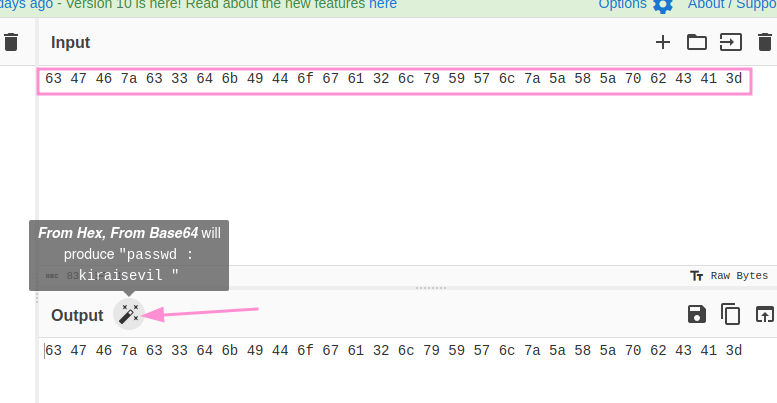 days ago - Version 10 is here! Read about the new features here
Options About / Suppo
Input
63 47 46 7a 63 33 64 6b 49 44 6f 67 61 32 6c 79 59 57 6c 7a 5a 58 5a 70 62 43 41 3d
From Hex, From Base64 will
produce "passwd :
kiraisevil "
Raw Bytes
Output
63 47 46 7a 63 33 64 6b 49 44 6f 67 61 32 6c 79 59 57 6c 7a 5a 58 5a 70 62 43 41 3d